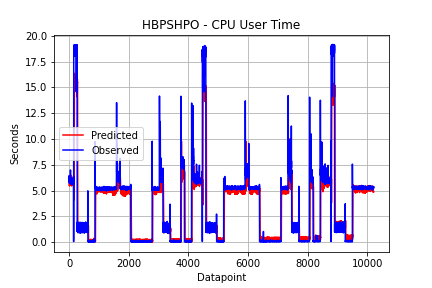 HBPSHPO - CPU User Time
20.0
17.5
15.0
12.5
10.0
7.5
5.0
2.5
0.0
Seconds
Predicted
Observed
0 2000 4000 6000 8000 10000
Datapoint